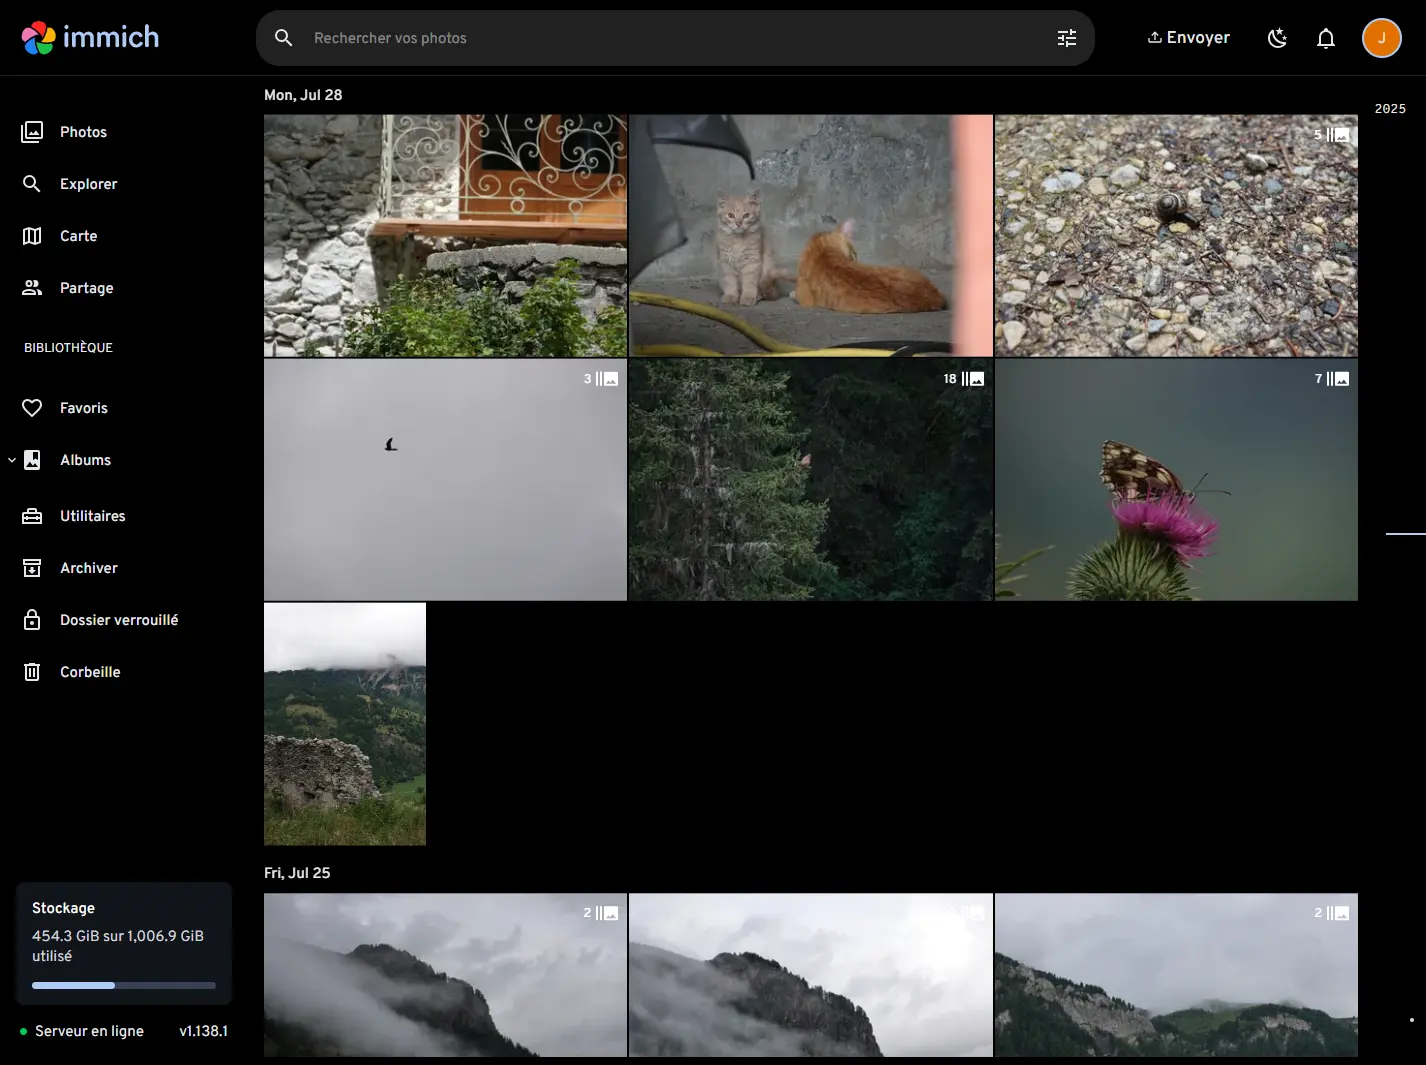 immich
Rechercher vos photos
Envoyer
J
Photos
Explorer
Carte
Partage
BIBLIOTHÈQUE
Favoris
Albums
Utilitaires
Archiver
Dossier verrouillé
Corbeille
Stockage
454.3 GiB sur 1,006.9 GiB
utilisé
Serveur en ligne
v1.138.1
Mon, Jul 28
5
3
18
7
Fri, Jul 25
2
2
2025